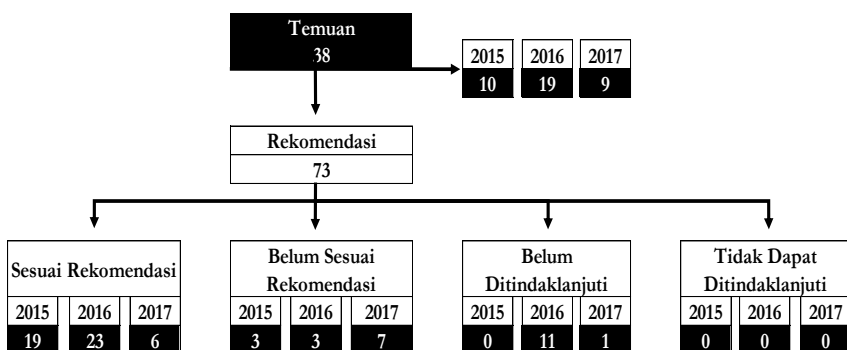 Temuan
38
2015 2016 2017
10 19 9
Rekomendasi
73
Sesuai Rekomendasi
2015 2016 2017
19 23 6
Belum Sesuai
Rekomendasi
2015 2016 2017
3 3 7
Belum
Ditindaklanjuti
2015 2016 2017
0 11 1
Tidak Dapat
Ditindaklanjuti
2015 2016 2017
0 0 0